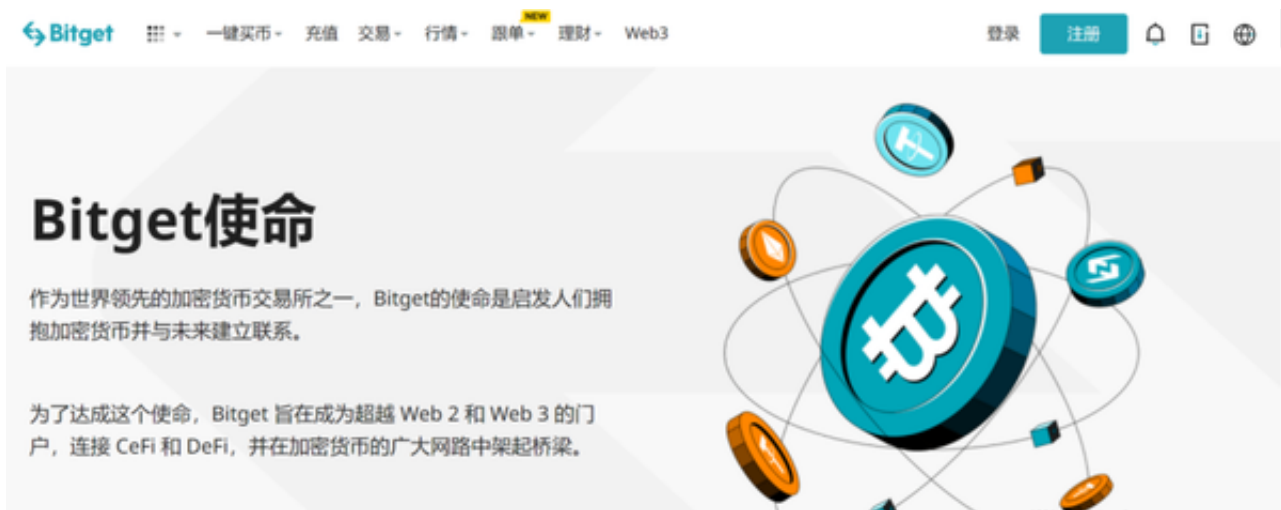 Bitget 一键买币 充值 交易 行情 跟单 NEW 理财 Web3 登录 注册
Bitget使命
作为世界领先的加密货币交易所之一，Bitget的使命是启发人们拥
抱加密货币并与未来建立联系。
为了达成这个使命，Bitget 旨在成为超越 Web 2 和 Web 3 的门
户，连接 CeFi 和 DeFi，并在加密货币的广大网路中架起桥梁。